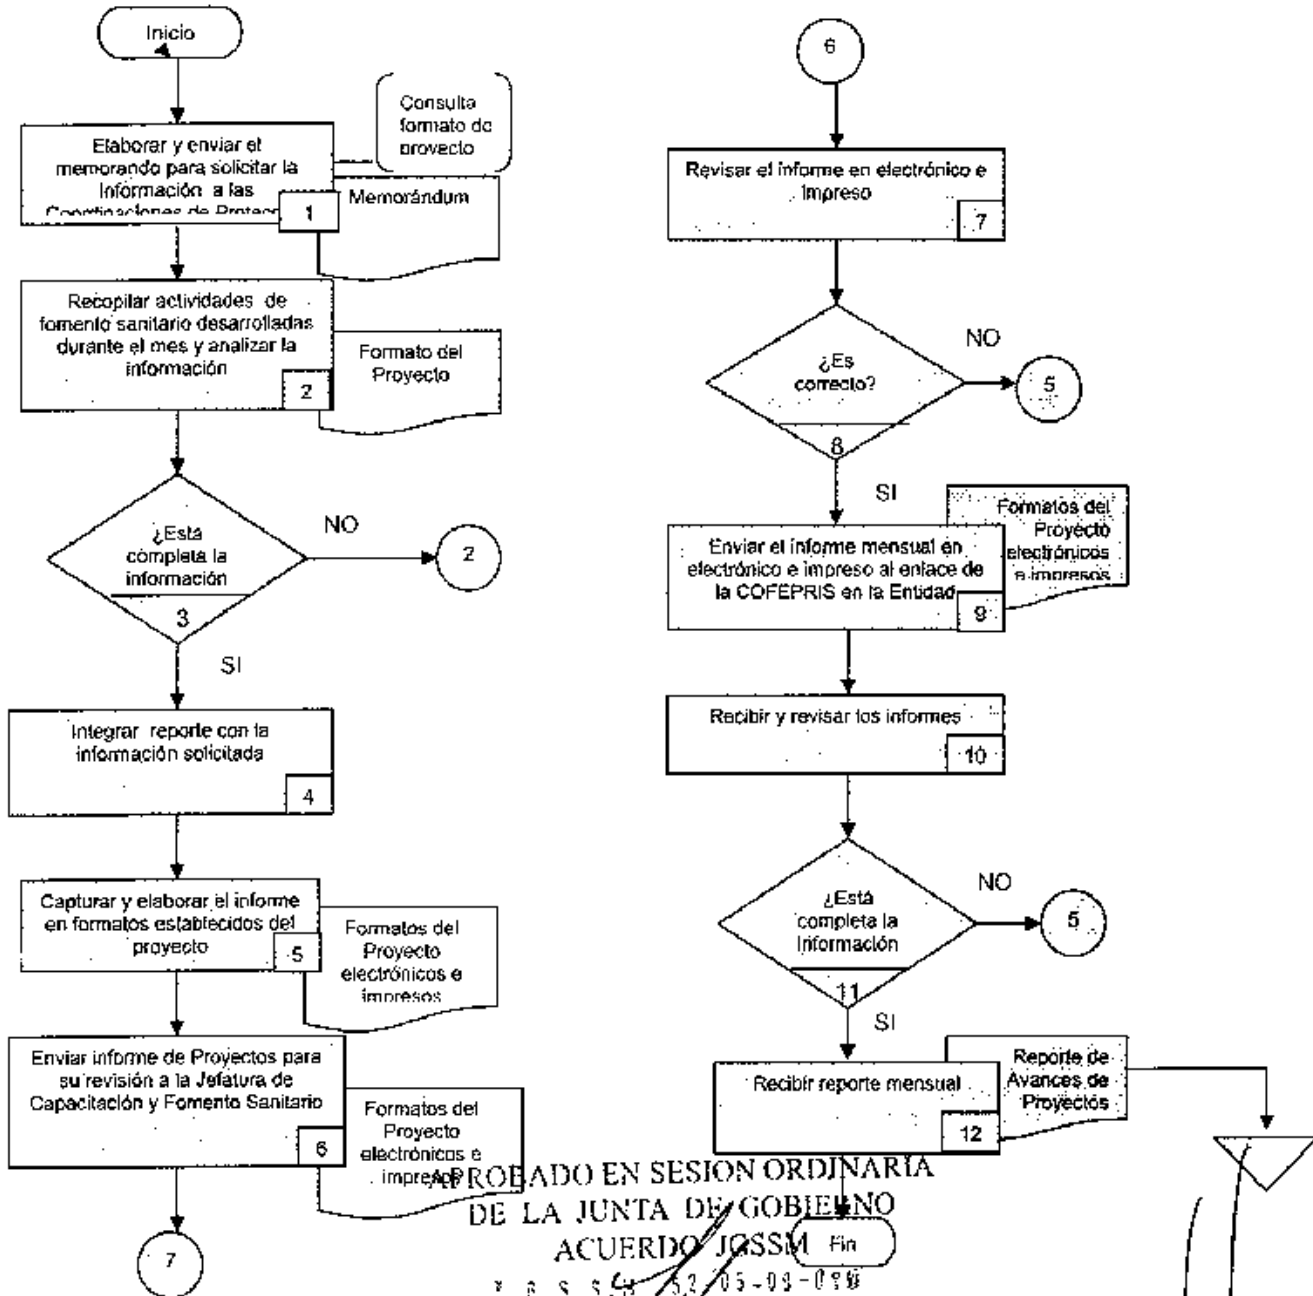 Inicio
Consulta
formato de
proyecto
Elaborar y enviar el
memorando para solicitar la
Información a las
Coordinaciones de
1
Memorándum
Recopilar actividades de
fomento sanitario desarrolladas
durante el mes y analizar la
información
2
Formato del
Proyecto
¿Está
completa la
información
3
NO
2
SI
Integrar reporte con la
información solicitada
4
Capturar y elaborar el informe
en formatos establecidos del
proyecto
5
Formatos del
Proyecto
electrónicos e
impresos
Enviar informe de Proyectos para
su revisión a la Jefatura de
Capacitación y Fomento Sanitario
6
Formatos del
Proyecto
electrónicos e
impresos
7
6
Revisar el informe en electrónico e
Impreso
7
¿Es
correcto?
8
NO
5
SI
Enviar el informe mensual en
electrónico e impreso al enlace de
la COFEPRIS en la Entidad
9
Formatos del
Proyecto
electrónicos
e impresos
Recibir y revisar los informes
10
¿Está
completa la
Información
11
NO
5
SI
Recibir reporte mensual
12
Reporte de
Avances de
Proyectos
Fin
APROBADO EN SESION ORDINARIA
DE LA JUNTA DE GOBIERNO
ACUERDO JGSSM